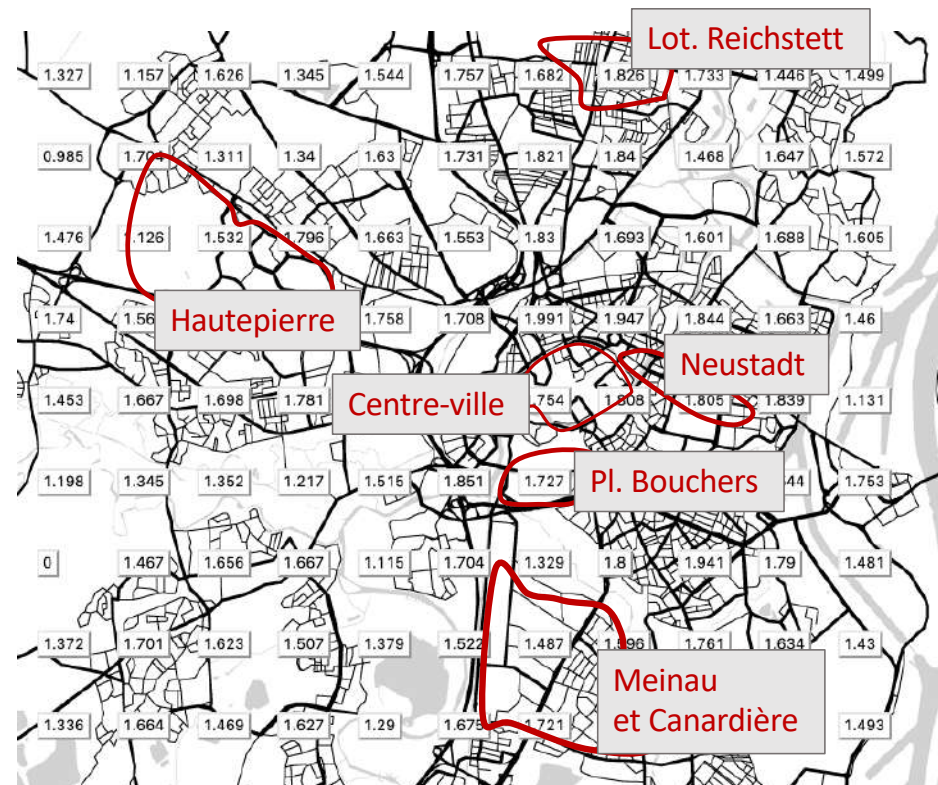 Lot. Reichstett
1.327 1.157 1.626 1.345 1.544 1.757 1.682 1.826 1.733 1.446 1.499
0.985 1.704 1.311 1.34 1.63 1.731 1.821 1.84 1.468 1.647 1.572
1.476 1.126 1.532 1.796 1.663 1.553 1.83 1.693 1.601 1.688 1.605
Hautepierre
1.74 1.56 1.758 1.708 1.991 1.947 1.844 1.663 1.46
Neustadt
Centre-ville
1.453 1.667 1.698 1.781 754 1.808 1.805 1.839 1.131
Pl. Bouchers
1.198 1.345 1.352 1.217 1.515 1.851 1.727 1.753
0 1.467 1.656 1.667 1.115 1.704 1.329 1.8 1.941 1.79 1.481
1.372 1.701 1.623 1.507 1.379 1.522 1.487 1.596 1.761 1.634 1.43
Meinau
et Canardière
1.336 1.664 1.469 1.627 1.29 1.675 1.721 1.493